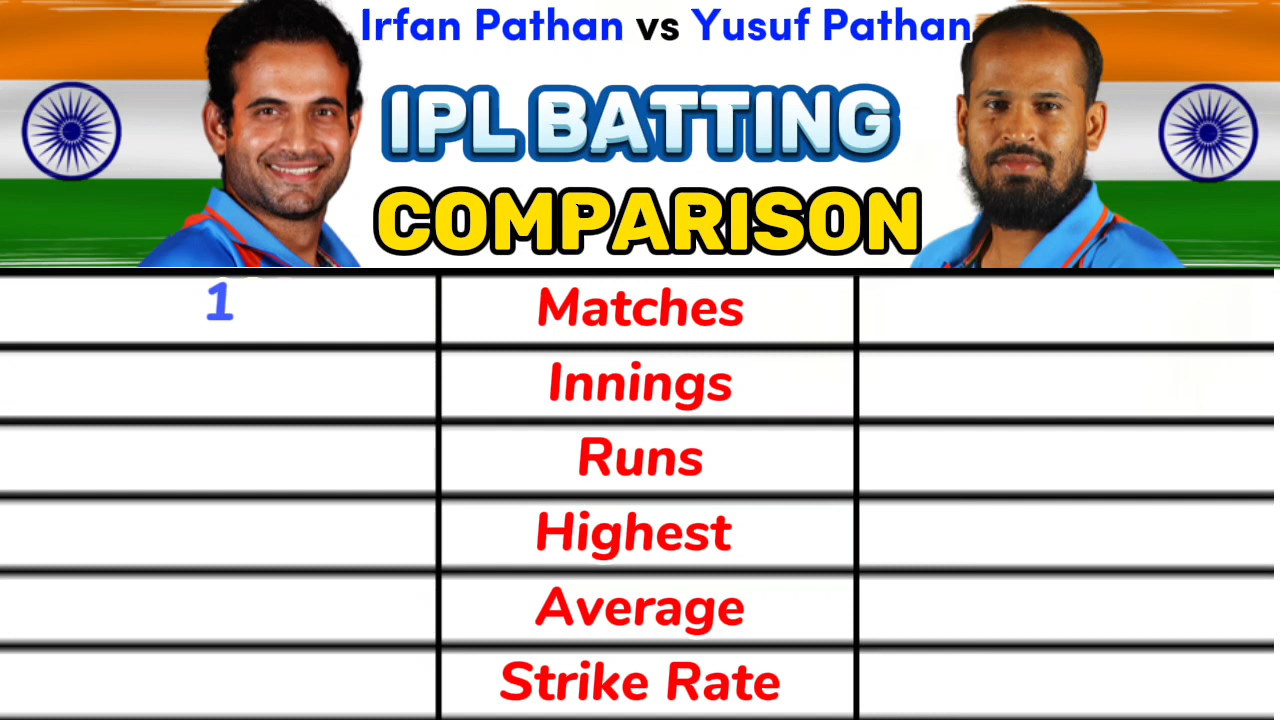 Irfan Pathan vs Yusuf Pathan
IPL BATTING
COMPARISON
1 Matches
Innings
Runs
Highest
Average
Strike Rate